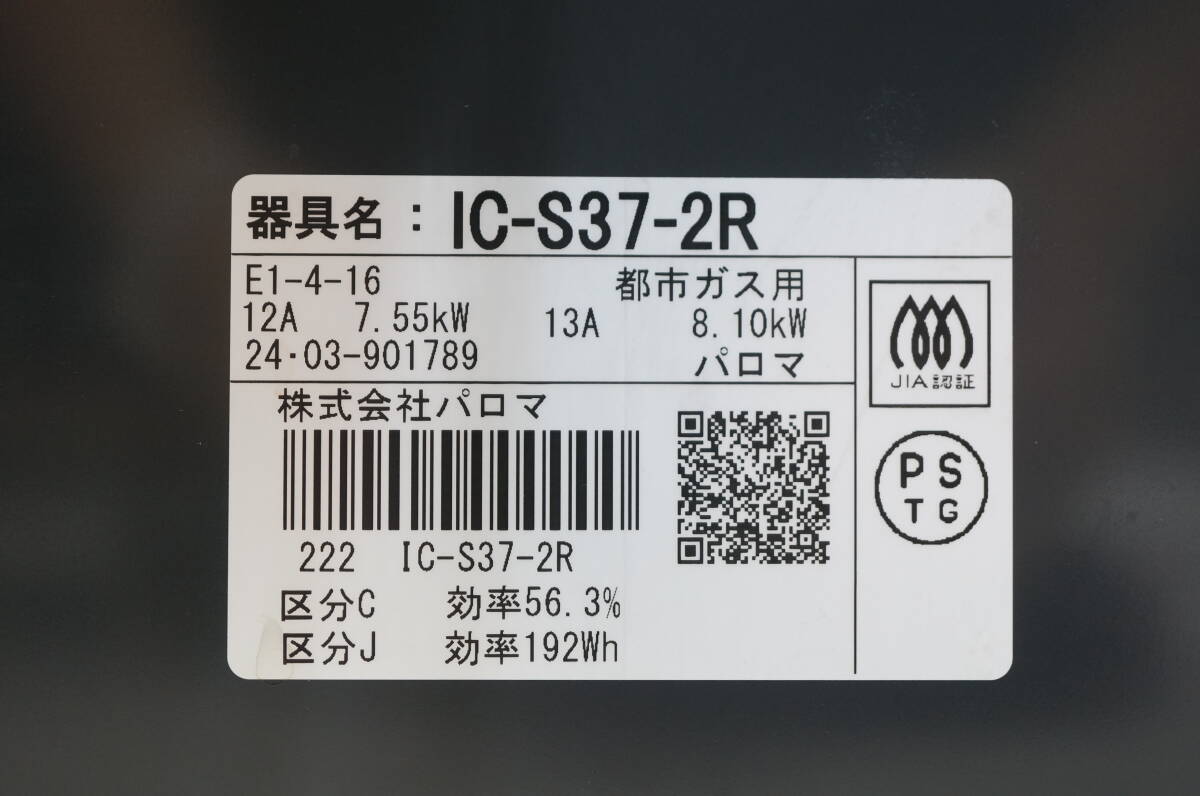 器具名：IC-S37-2R
E1-4-16 都市ガス用
12A 7.55kW 13A 8.10kW
24·03-901789 パロマ
JIA認証
株式会社パロマ
PS
TG
222 IC-S37-2R
区分C 効率56.3%
区分J 効率192Wh